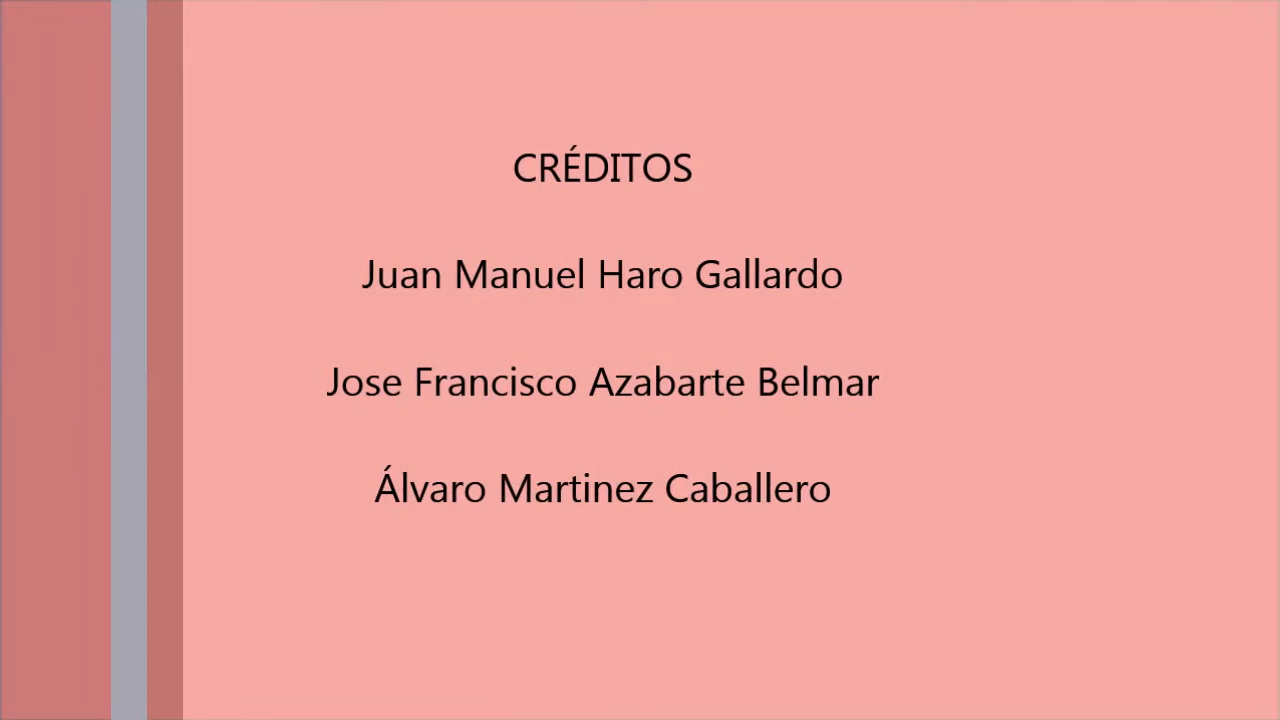 CRÉDITOS
Juan Manuel Haro Gallardo
Jose Francisco Azabarte Belmar
Álvaro Martinez Caballero